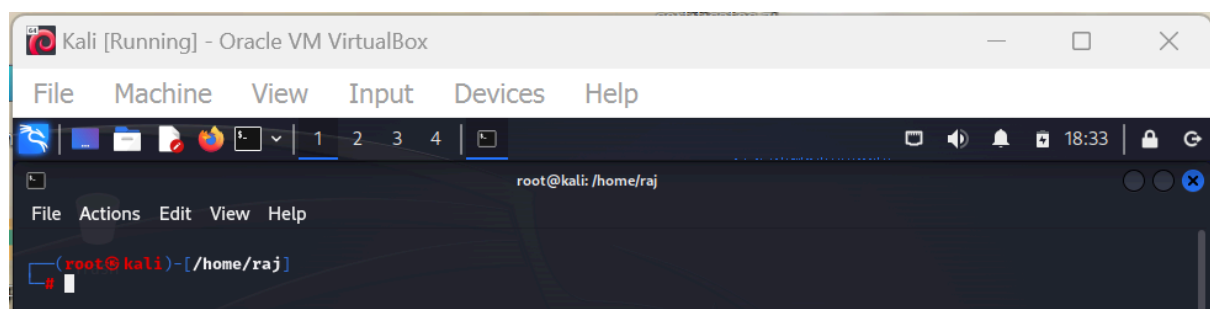 Kali [Running] - Oracle VM VirtualBox
File Machine View Input Devices Help
1 2 3 4 18:33
root@kali: /home/raj
File Actions Edit View Help
┌──(root㉿kali)-[/home/raj]
└─#